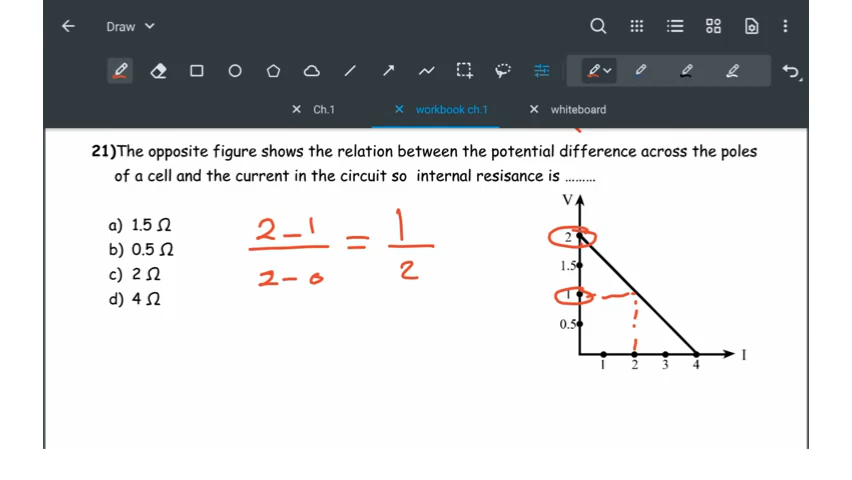 Draw
Ch.1
workbook ch.1
whiteboard
21)The opposite figure shows the relation between the potential difference across the poles
of a cell and the current in the circuit so internal resisance is .........
a) 1.5 Ω
b) 0.5 Ω
c) 2 Ω
d) 4 Ω
2-1 / 2-0 = 1 / 2
V
2
1.5
1
0.5
1 2 3 4
I